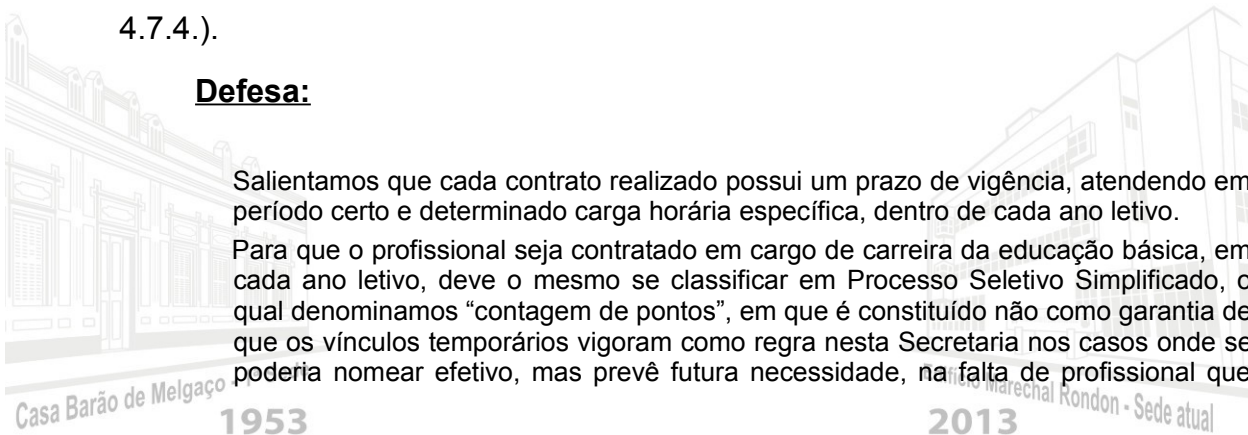 4.7.4.).
Defesa:
Salientamos que cada contrato realizado possui um prazo de vigência, atendendo em
período certo e determinado carga horária específica, dentro de cada ano letivo.
Para que o profissional seja contratado em cargo de carreira da educação básica, em
cada ano letivo, deve o mesmo se classificar em Processo Seletivo Simplificado, o
qual denominamos “contagem de pontos”, em que é constituído não como garantia de
que os vínculos temporários vigoram como regra nesta Secretaria nos casos onde se
poderia nomear efetivo, mas prevê futura necessidade, na falta de profissional que
Casa Barão de Melgaço
1953
Marechal Rondon - Sede atual
2013